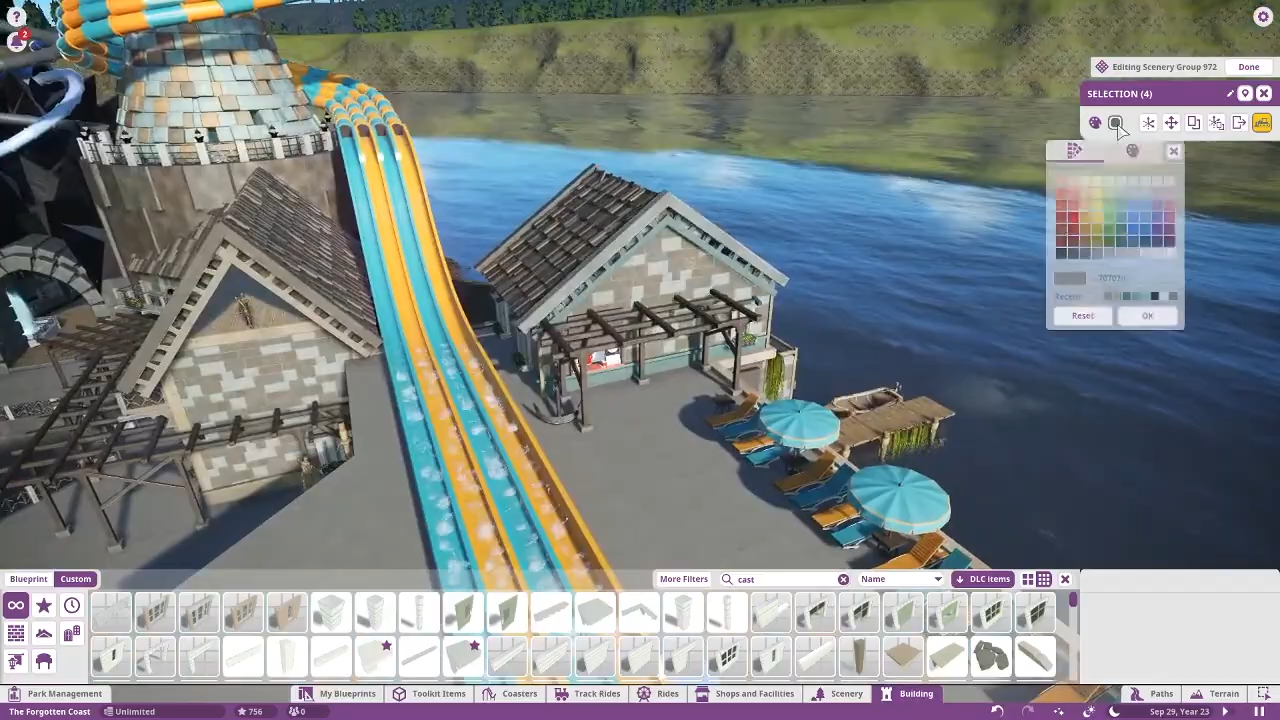 ?
2
Editing Scenery Group 972
Done
SELECTION (4)
Recent
Reset
OK
Blueprint
Custom
More Filters
cast
Name
DLC items
Park Management
My Blueprints
Toolkit Items
Coasters
Track Rides
Rides
Shops and Facilities
Scenery
Building
Paths
Terrain
The Forgotten Coast
Unlimited
756
0
Sep 29, Year 23